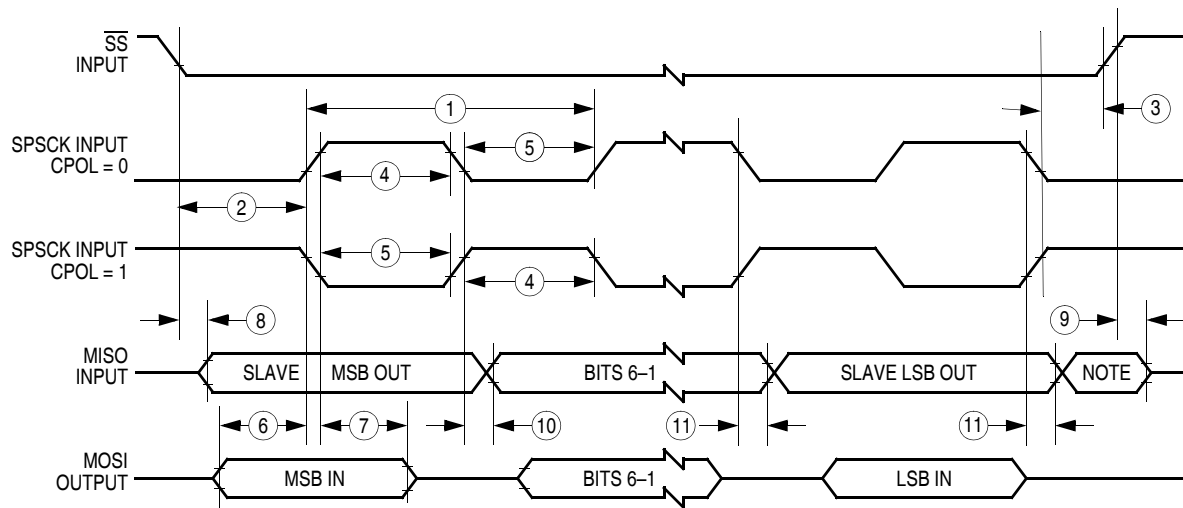 SS
INPUT
1
3
SPSCK INPUT
CPOL = 0
5
4
2
SPSCK INPUT
CPOL = 1
5
4
8
9
MISO
INPUT
SLAVE MSB OUT
BITS 6–1
SLAVE LSB OUT
NOTE
6
7
10
11
11
MOSI
OUTPUT
MSB IN
BITS 6–1
LSB IN